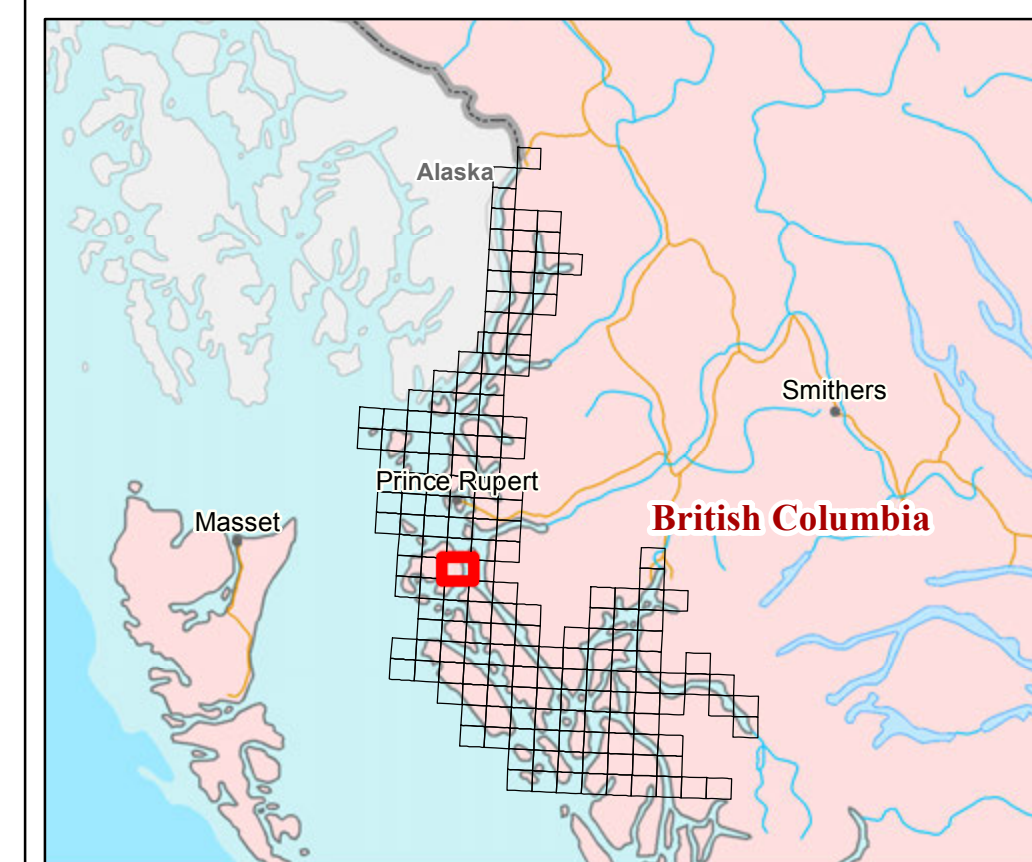 Alaska
Smithers
Prince Rupert
Masset
British Columbia